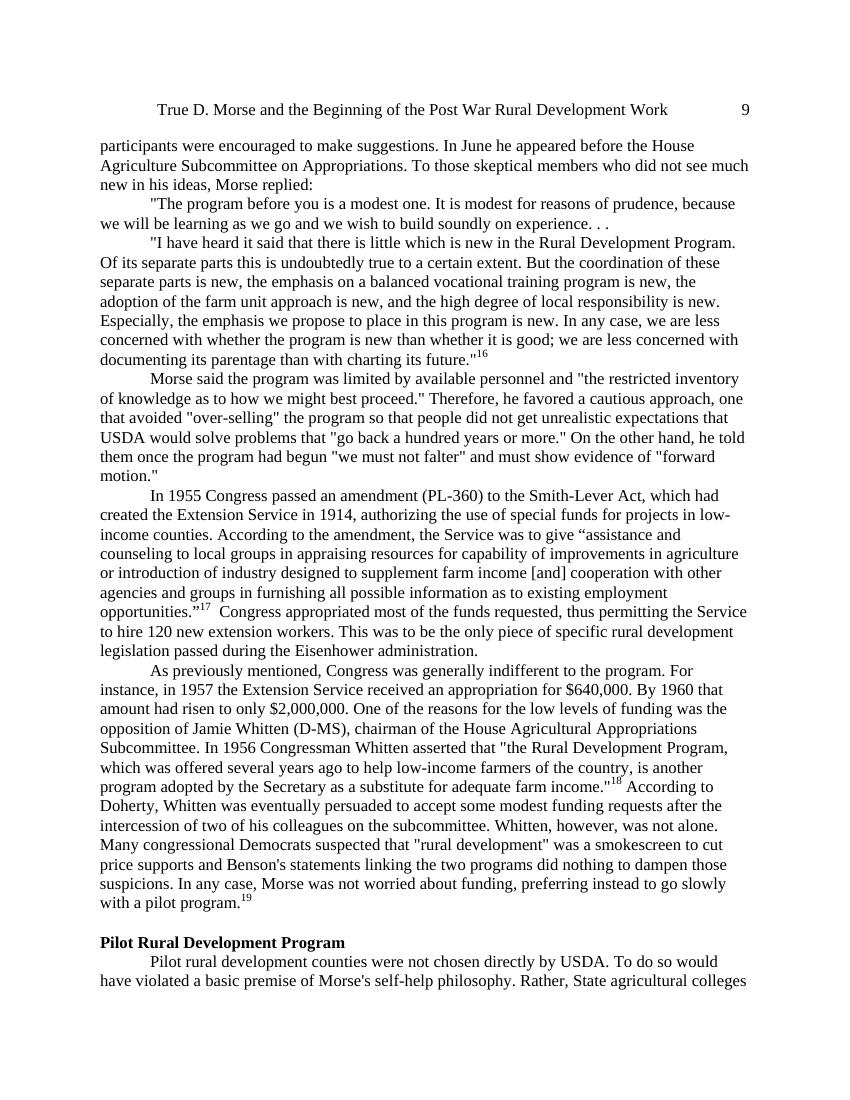 True D. Morse and the Beginning of the Post War Rural Development Work 9
participants were encouraged to make suggestions. In June he appeared before the House
Agriculture Subcommittee on Appropriations. To those skeptical members who did not see much
new in his ideas, Morse replied:
"The program before you is a modest one. It is modest for reasons of prudence, because
we will be learning as we go and we wish to build soundly on experience. . .
"I have heard it said that there is little which is new in the Rural Development Program.
Of its separate parts this is undoubtedly true to a certain extent. But the coordination of these
separate parts is new, the emphasis on a balanced vocational training program is new, the
adoption of the farm unit approach is new, and the high degree of local responsibility is new.
Especially, the emphasis we propose to place in this program is new. In any case, we are less
concerned with whether the program is new than whether it is good; we are less concerned with
documenting its parentage than with charting its future."16
Morse said the program was limited by available personnel and "the restricted inventory
of knowledge as to how we might best proceed." Therefore, he favored a cautious approach, one
that avoided "over-selling" the program so that people did not get unrealistic expectations that
USDA would solve problems that "go back a hundred years or more." On the other hand, he told
them once the program had begun "we must not falter" and must show evidence of "forward
motion."
In 1955 Congress passed an amendment (PL-360) to the Smith-Lever Act, which had
created the Extension Service in 1914, authorizing the use of special funds for projects in low-
income counties. According to the amendment, the Service was to give “assistance and
counseling to local groups in appraising resources for capability of improvements in agriculture
or introduction of industry designed to supplement farm income [and] cooperation with other
agencies and groups in furnishing all possible information as to existing employment
opportunities.”17 Congress appropriated most of the funds requested, thus permitting the Service
to hire 120 new extension workers. This was to be the only piece of specific rural development
legislation passed during the Eisenhower administration.
As previously mentioned, Congress was generally indifferent to the program. For
instance, in 1957 the Extension Service received an appropriation for $640,000. By 1960 that
amount had risen to only $2,000,000. One of the reasons for the low levels of funding was the
opposition of Jamie Whitten (D-MS), chairman of the House Agricultural Appropriations
Subcommittee. In 1956 Congressman Whitten asserted that "the Rural Development Program,
which was offered several years ago to help low-income farmers of the country, is another
program adopted by the Secretary as a substitute for adequate farm income."18 According to
Doherty, Whitten was eventually persuaded to accept some modest funding requests after the
intercession of two of his colleagues on the subcommittee. Whitten, however, was not alone.
Many congressional Democrats suspected that "rural development" was a smokescreen to cut
price supports and Benson's statements linking the two programs did nothing to dampen those
suspicions. In any case, Morse was not worried about funding, preferring instead to go slowly
with a pilot program.19
Pilot Rural Development Program
Pilot rural development counties were not chosen directly by USDA. To do so would
have violated a basic premise of Morse's self-help philosophy. Rather, State agricultural colleges